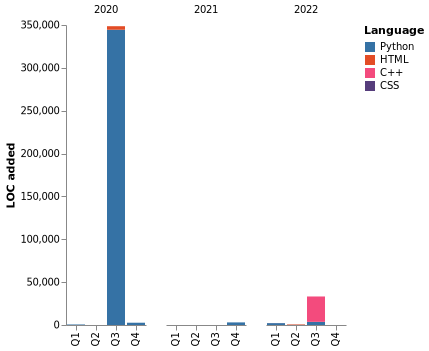 2020 2021 2022
Language
Python
HTML
C++
CSS
LOC added
350,000
300,000
250,000
200,000
150,000
100,000
50,000
0
Q1 Q2 Q3 Q4 Q1 Q2 Q3 Q4 Q1 Q2 Q3 Q4